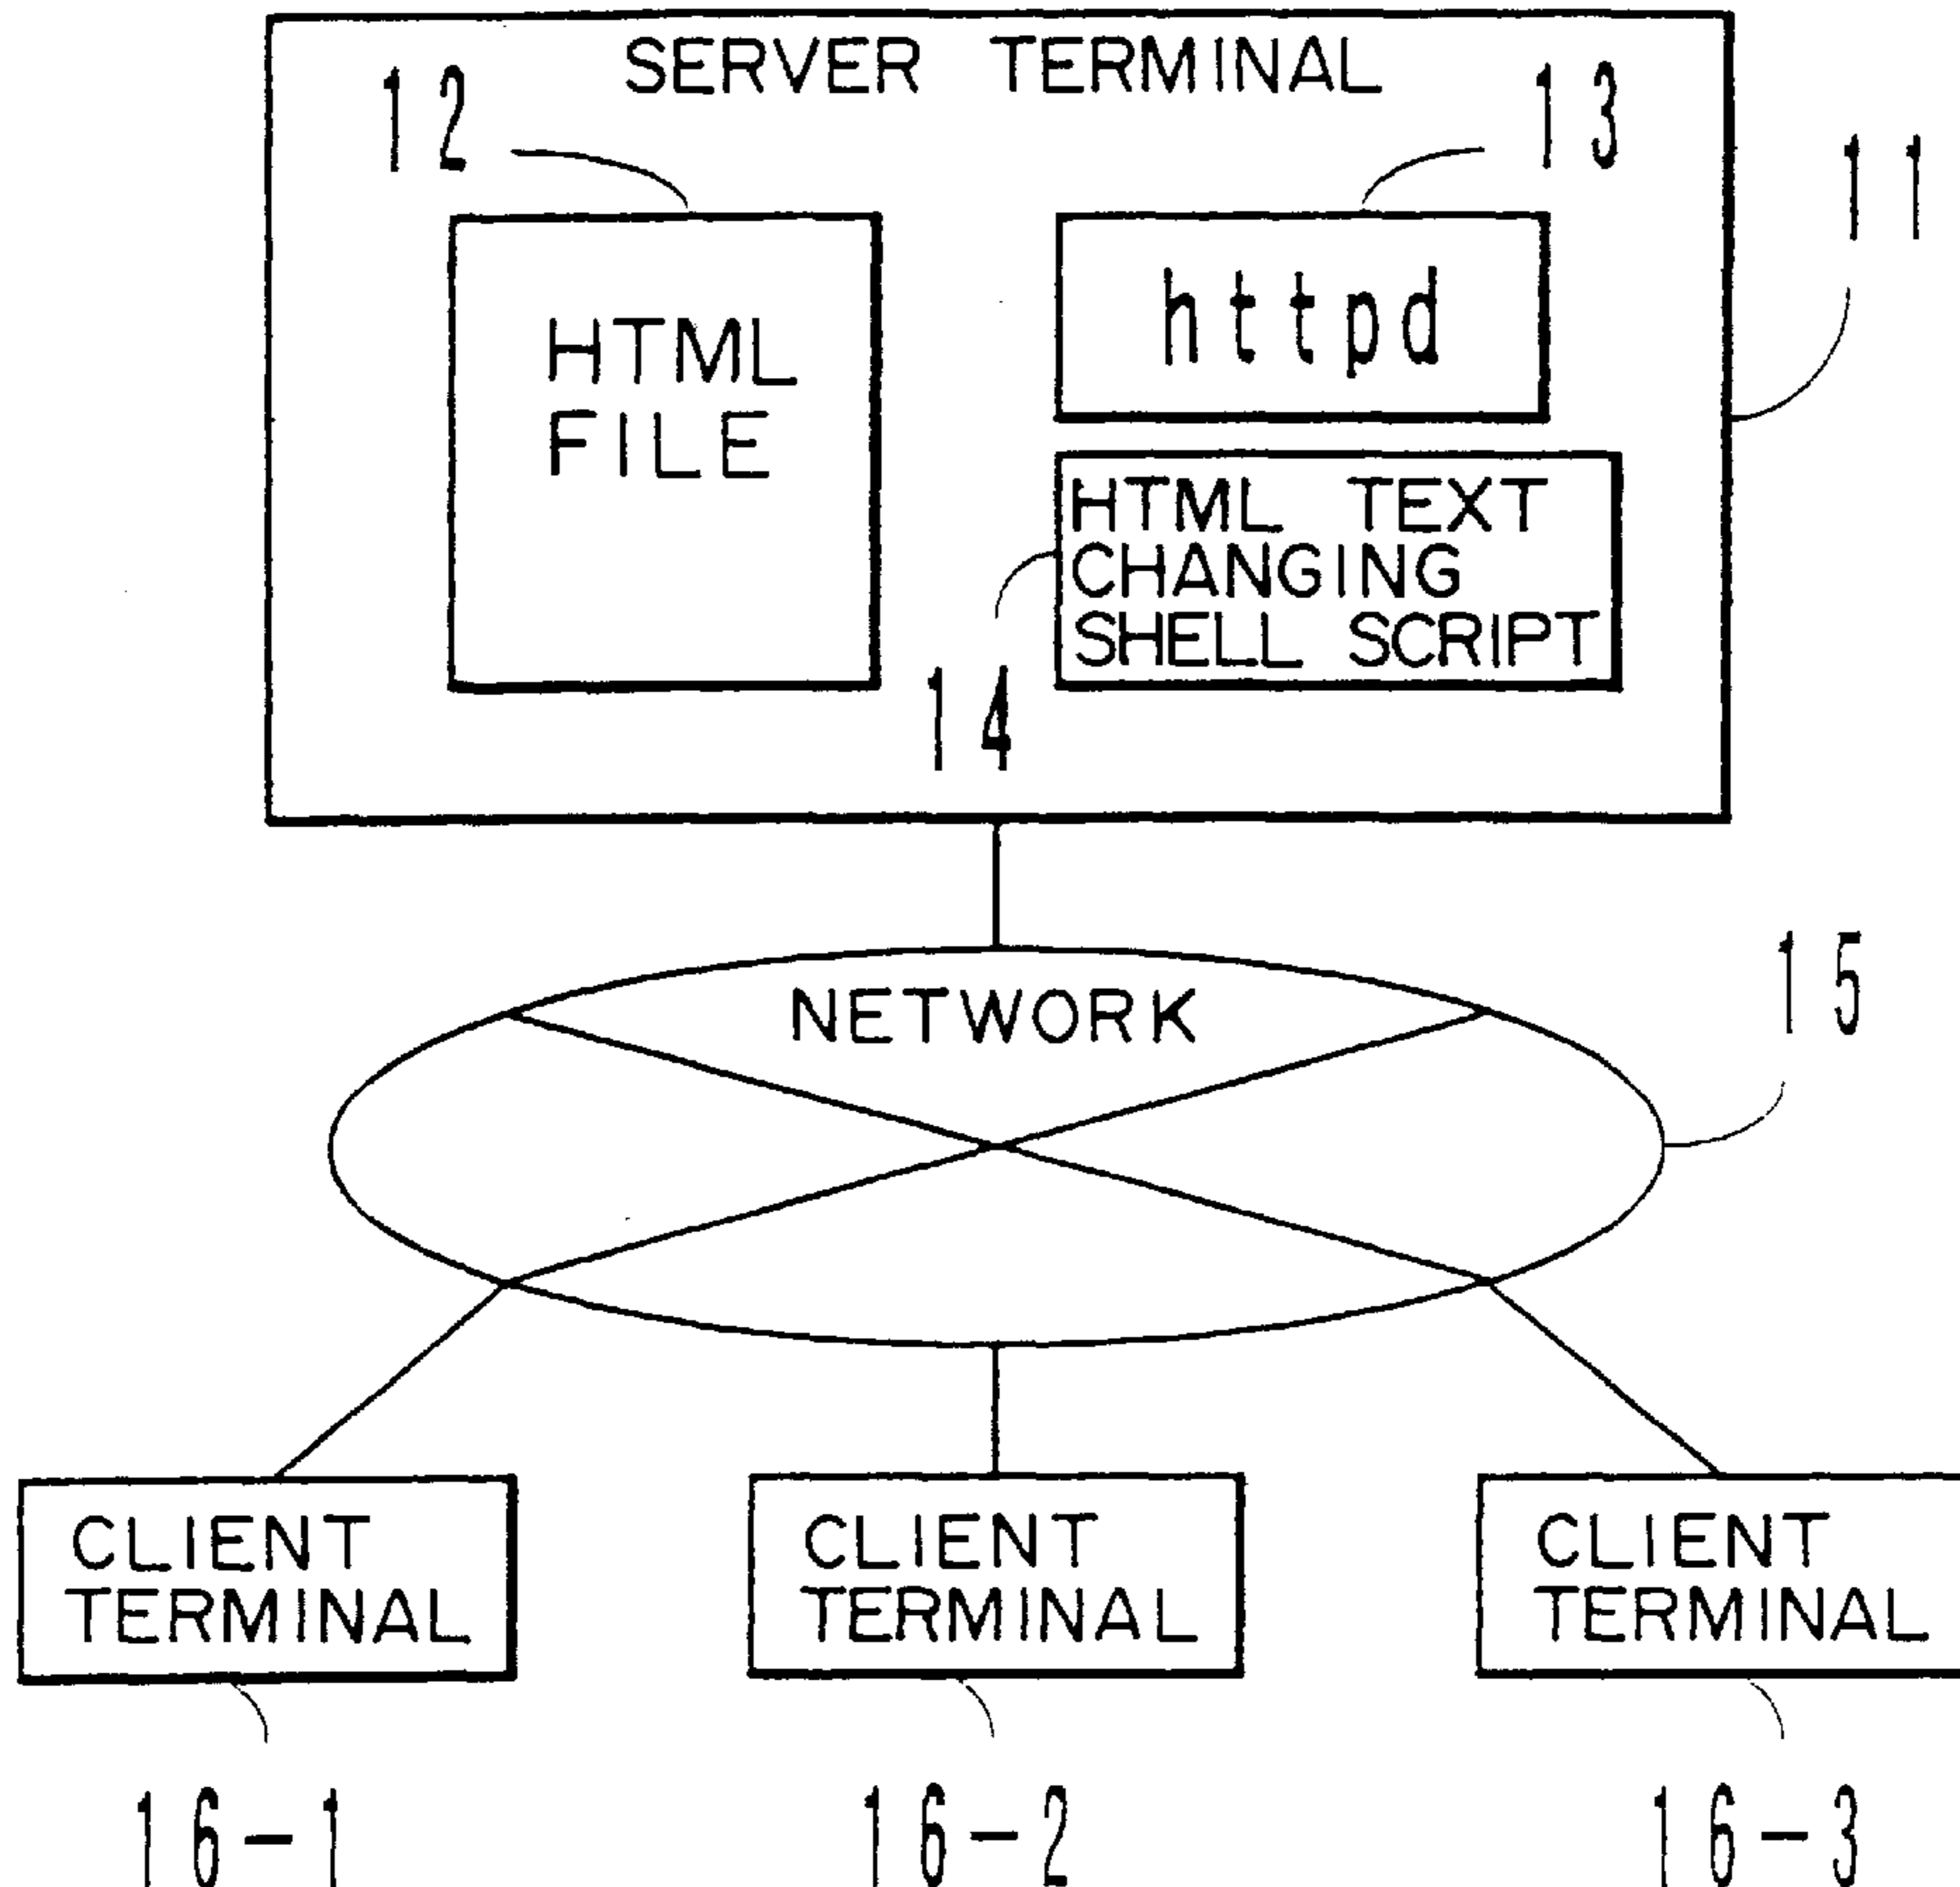 SERVER TERMINAL
12
13
11
HTML
FILE
httpd
HTML TEXT
CHANGING
SHELL SCRIPT
14
NETWORK
15
CLIENT
TERMINAL
CLIENT
TERMINAL
CLIENT
TERMINAL
16-1
16-2
16-3